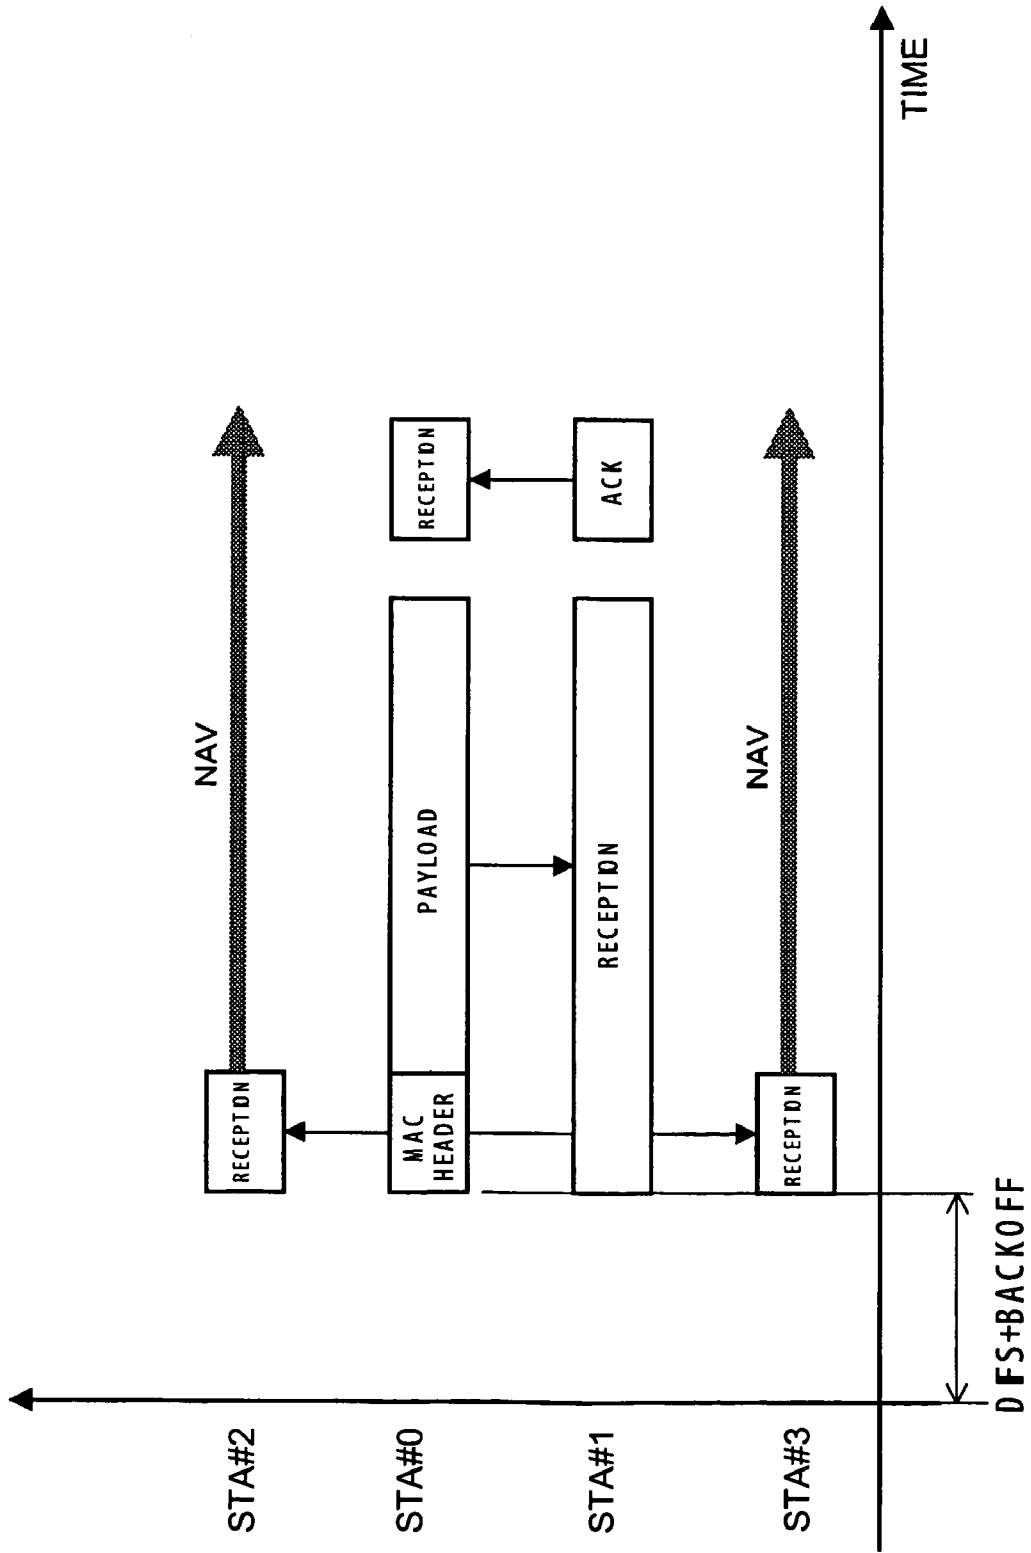 STA#2
RECEPTION
NAV
STA#0
MAC
HEADER
PAYLOAD
RECEPTION
STA#1
RECEPTION
ACK
STA#3
RECEPTION
NAV
TIME
DIFS+BACKOFF